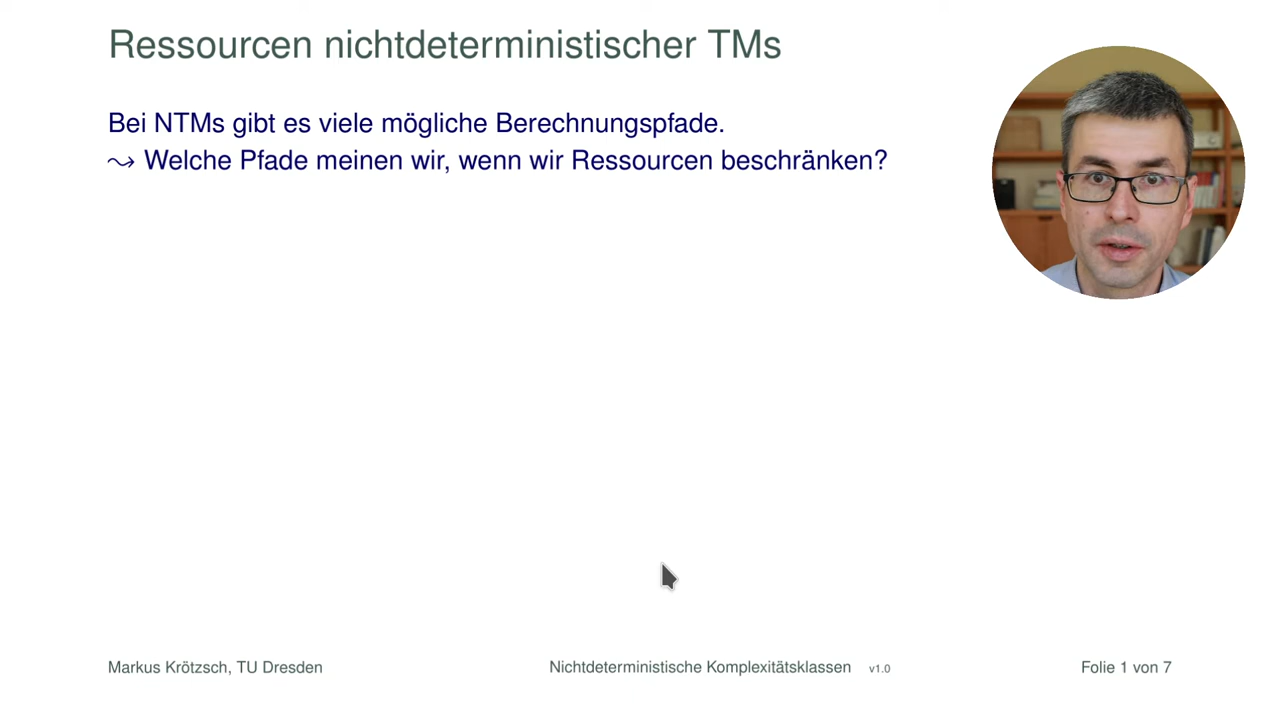 Ressourcen nichtdeterministischer TMs
Bei NTMs gibt es viele mögliche Berechnungspfade.
⤳ Welche Pfade meinen wir, wenn wir Ressourcen beschränken?
Markus Krötzsch, TU Dresden
Nichtdeterministische Komplexitätsklassen v1.0
Folie 1 von 7